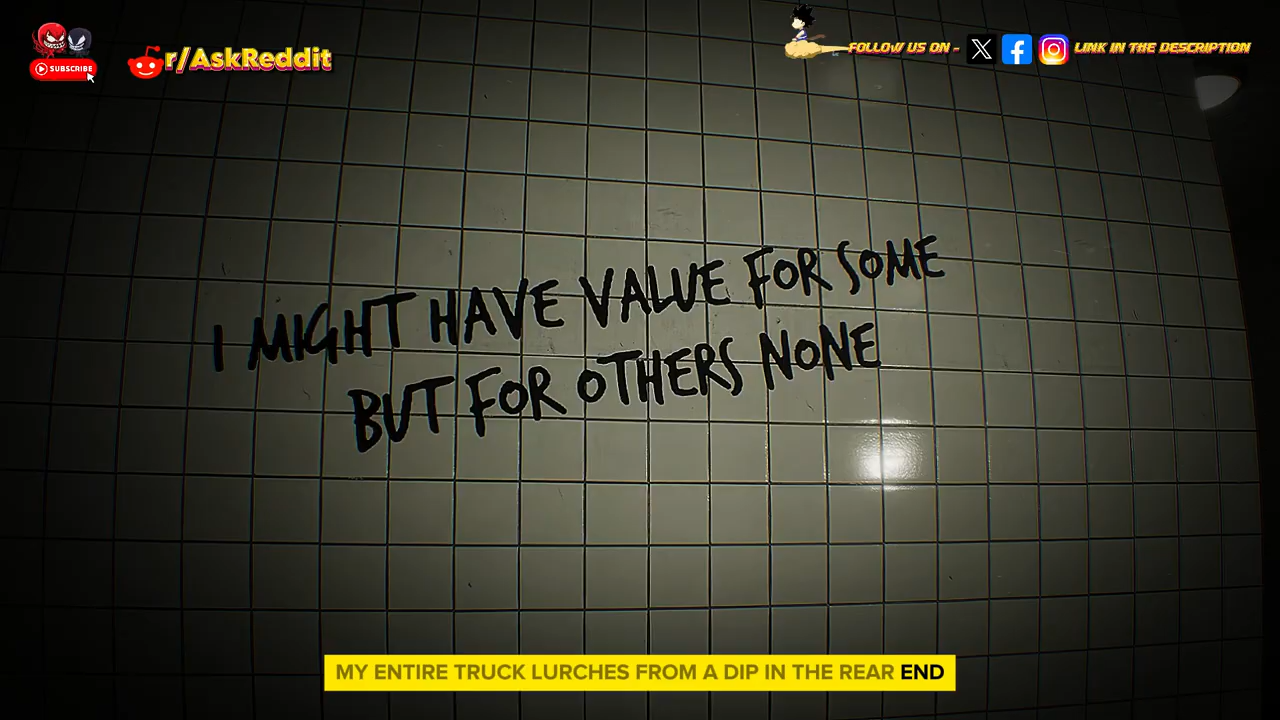 SUBSCRIBE
r/AskReddit
FOLLOW US ON -
LINK IN THE DESCRIPTION
I MIGHT HAVE VALUE FOR SOME
BUT FOR OTHERS NONE
MY ENTIRE TRUCK LURCHES FROM A DIP IN THE REAR END